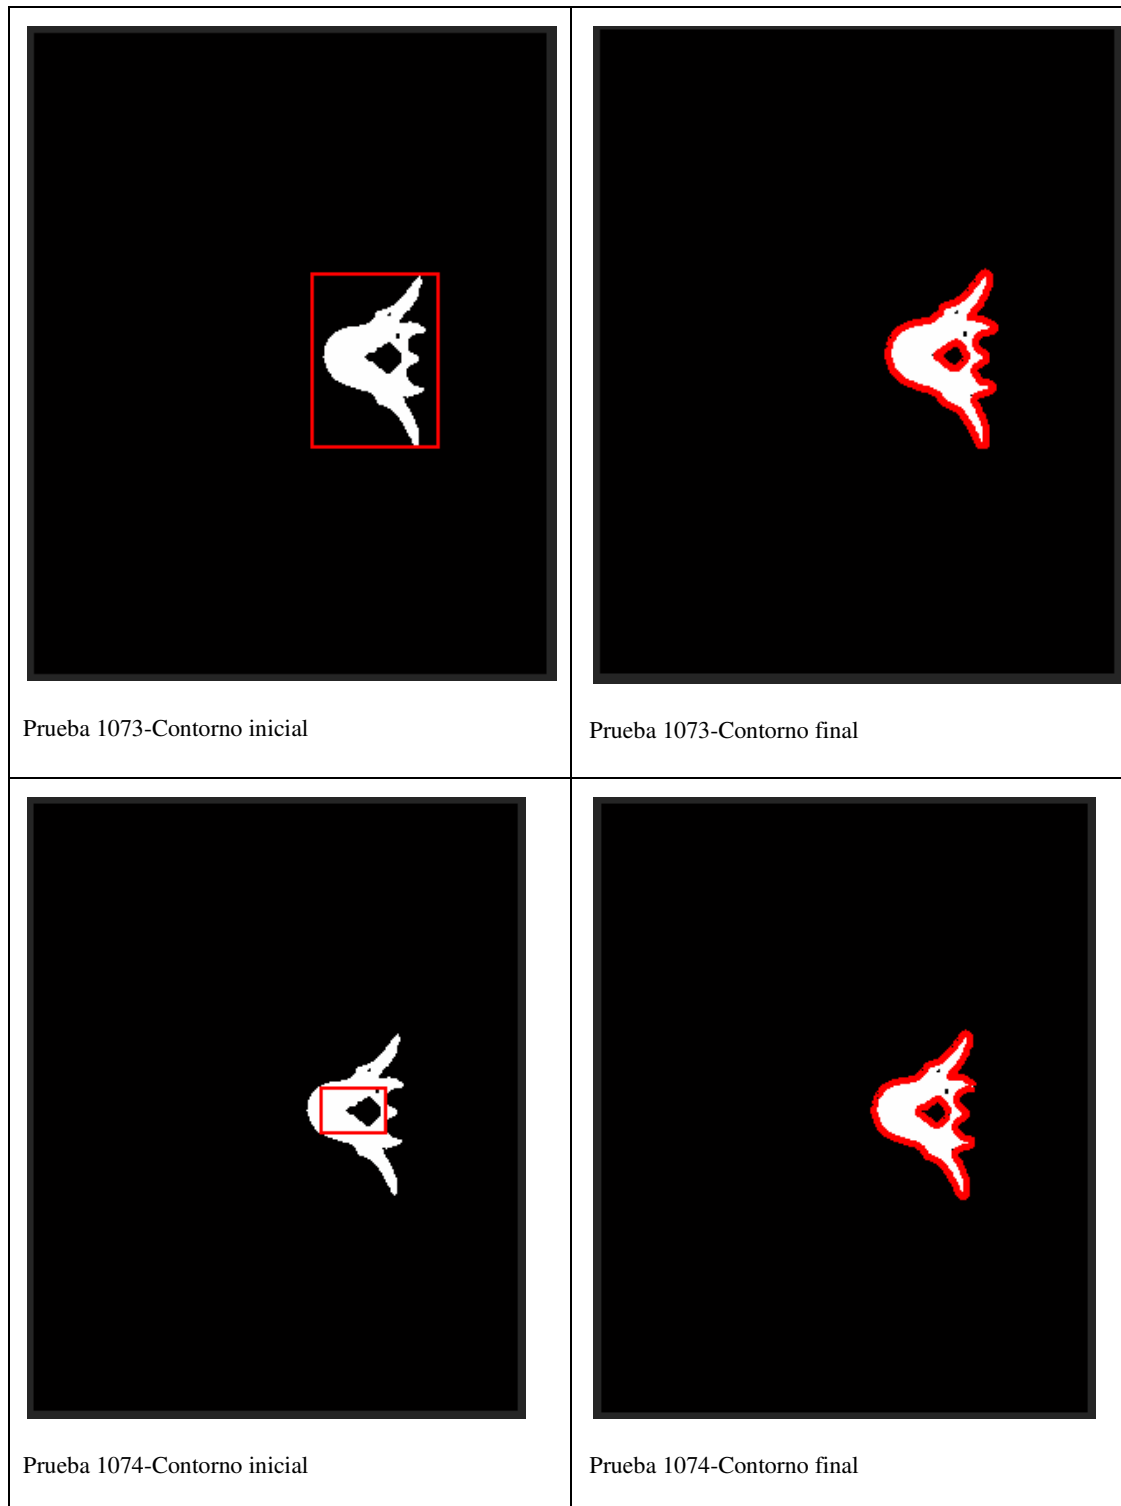 Prueba 1073-Contorno inicial
Prueba 1073-Contorno final
Prueba 1074-Contorno inicial
Prueba 1074-Contorno final